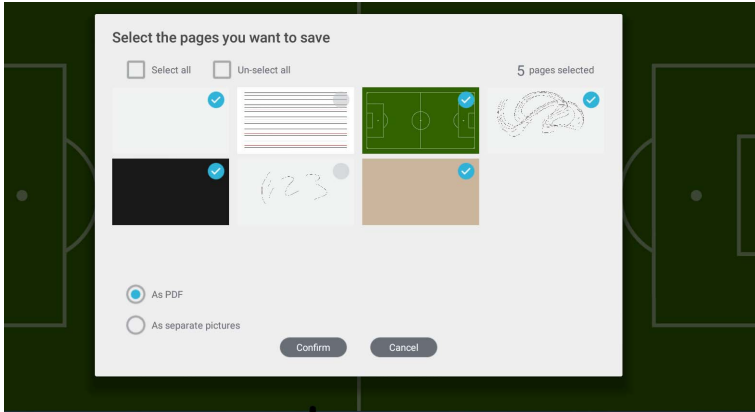 Select the pages you want to save
Select all Un-select all 5 pages selected
623
As PDF
As separate pictures
Confirm Cancel